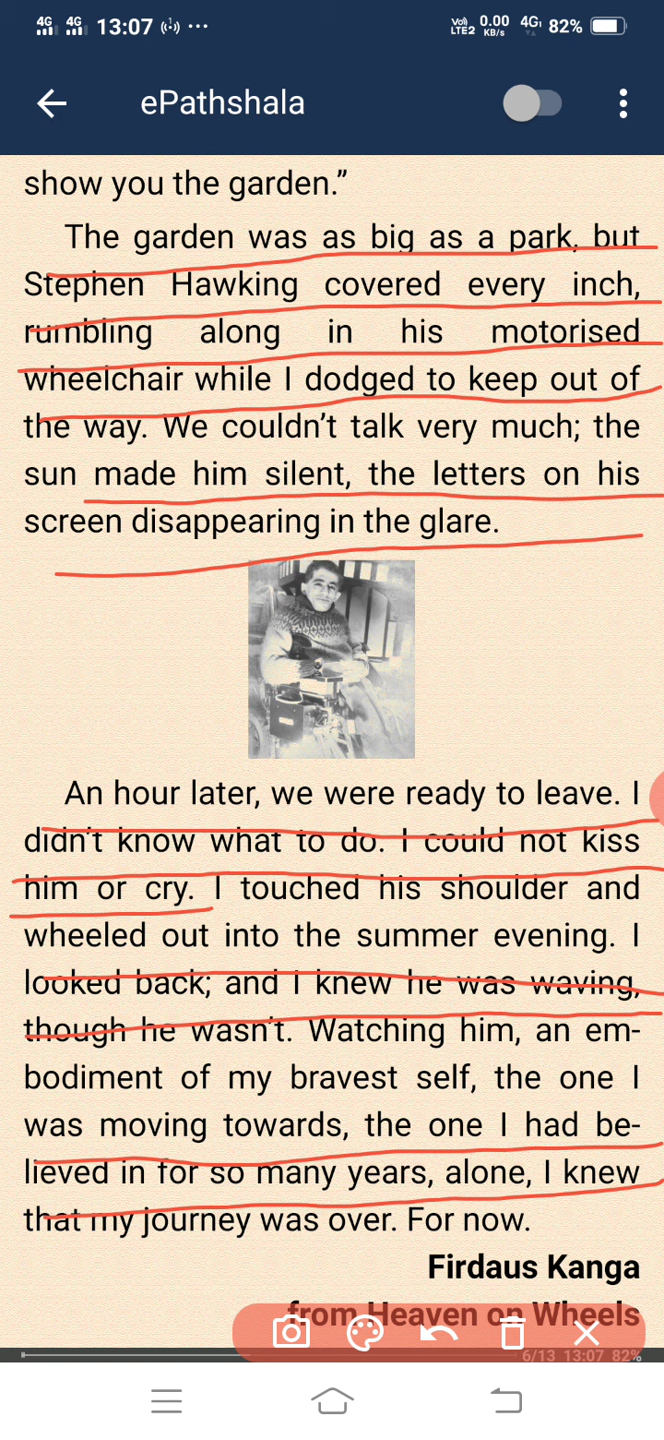 4G 4G 13:07 ··· Vo) LTE2 0.00 KB/s 4G 82%
ePathshala
show you the garden.”
The garden was as big as a park, but
Stephen Hawking covered every inch,
rumbling along in his motorised
wheelchair while I dodged to keep out of
the way. We couldn’t talk very much; the
sun made him silent, the letters on his
screen disappearing in the glare.
An hour later, we were ready to leave. I
didn’t know what to do. I could not kiss
him or cry. I touched his shoulder and
wheeled out into the summer evening. I
looked back; and I knew he was waving,
though he wasn’t. Watching him, an em-
bodiment of my bravest self, the one I
was moving towards, the one I had be-
lieved in for so many years, alone, I knew
that my journey was over. For now.
Firdaus Kanga
from Heaven on Wheels
6/13 13:07 82%